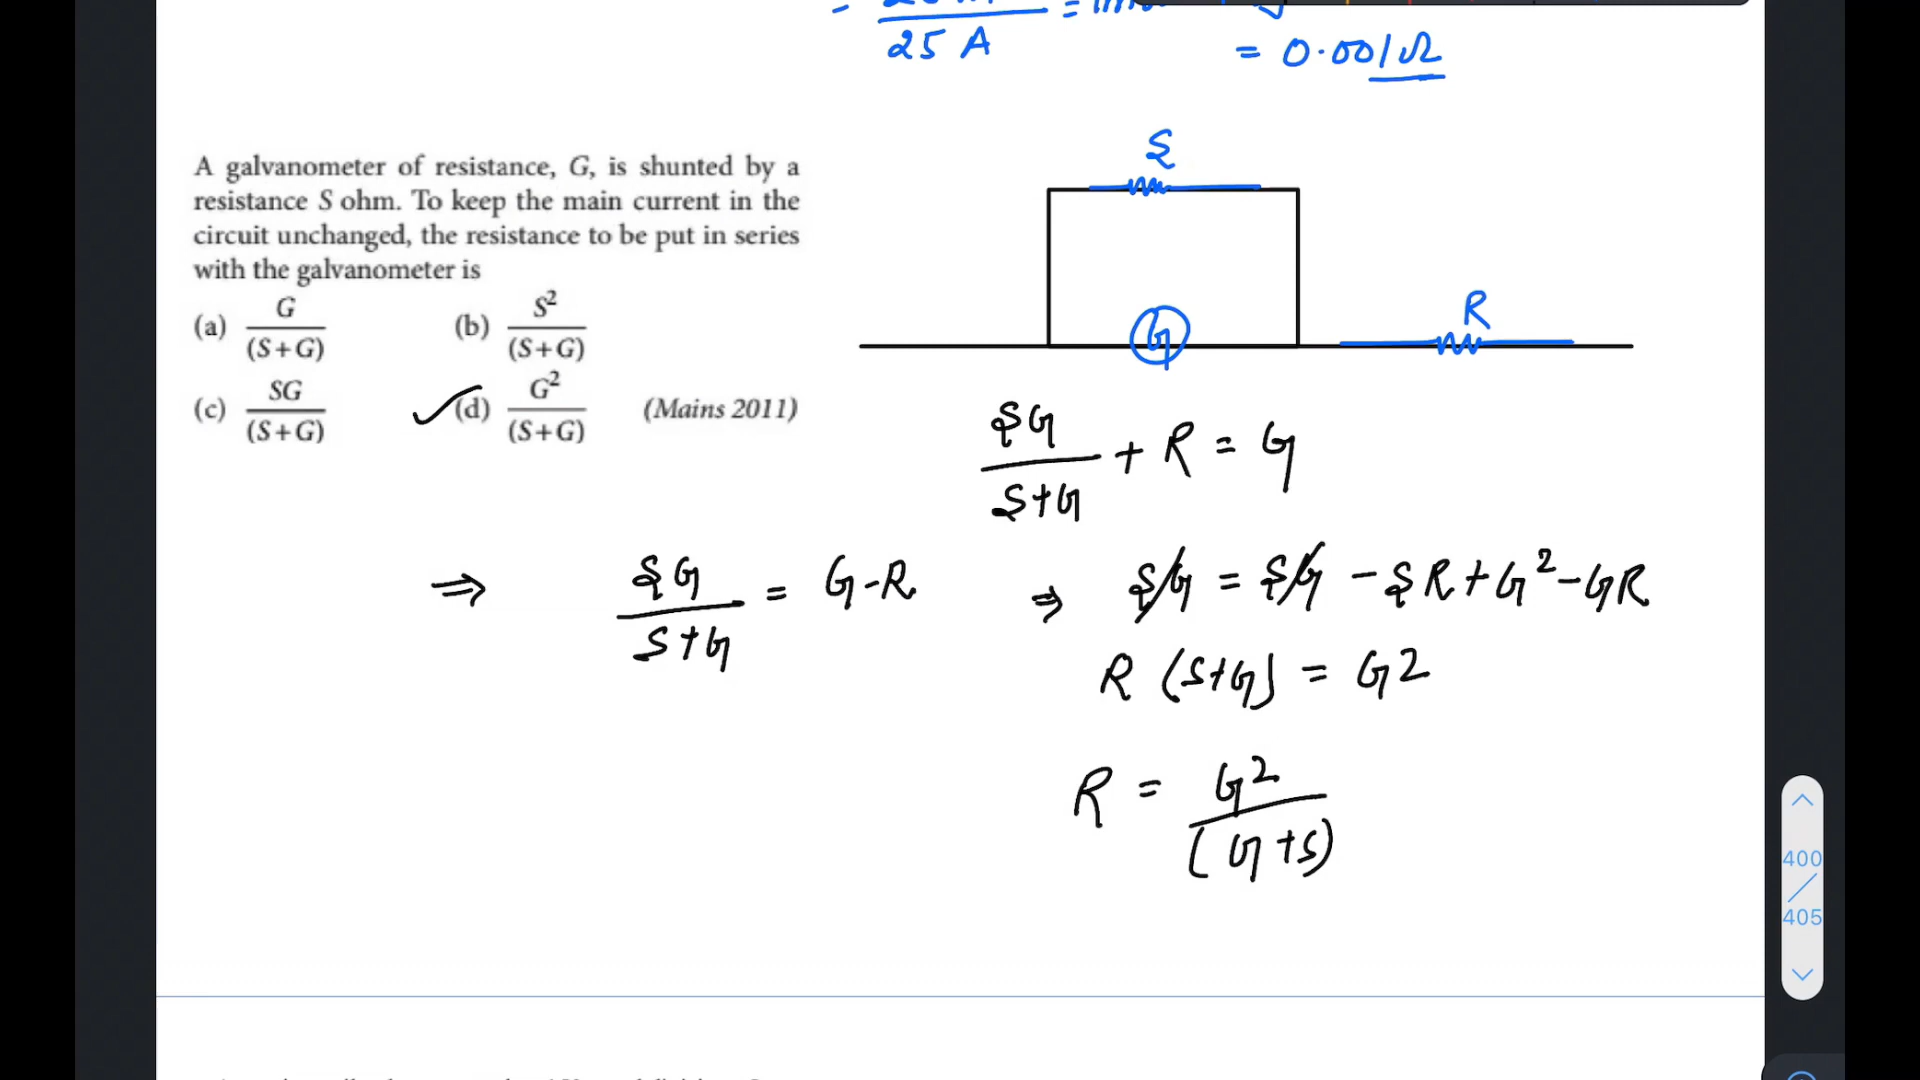 25 A
= 0.001Ω
A galvanometer of resistance, G, is shunted by a
resistance S ohm. To keep the main current in the
circuit unchanged, the resistance to be put in series
with the galvanometer is
(a) G/(S+G) (b) S²/(S+G)
(c) SG/(S+G) (d) G²/(S+G) (Mains 2011)
S
G
R
SG/S+G + R = G
⇒ SG/S+G = G-R
⇒ SG = SG - SR + G² - GR
R (S+G) = G2
R = G2/(G+S)
400
/
405